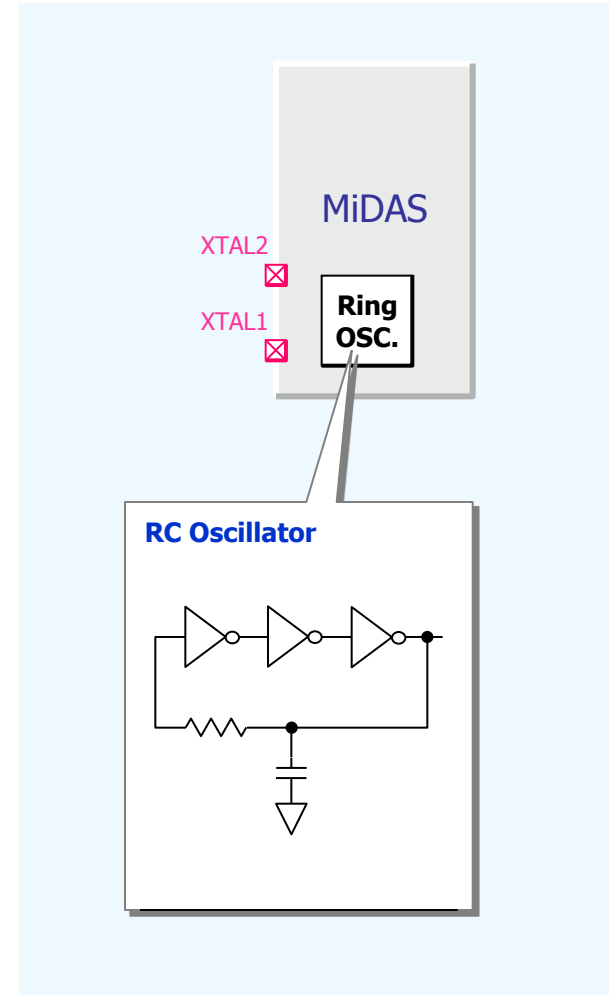 MiDAS
XTAL2
XTAL1
Ring
OSC.
RC Oscillator